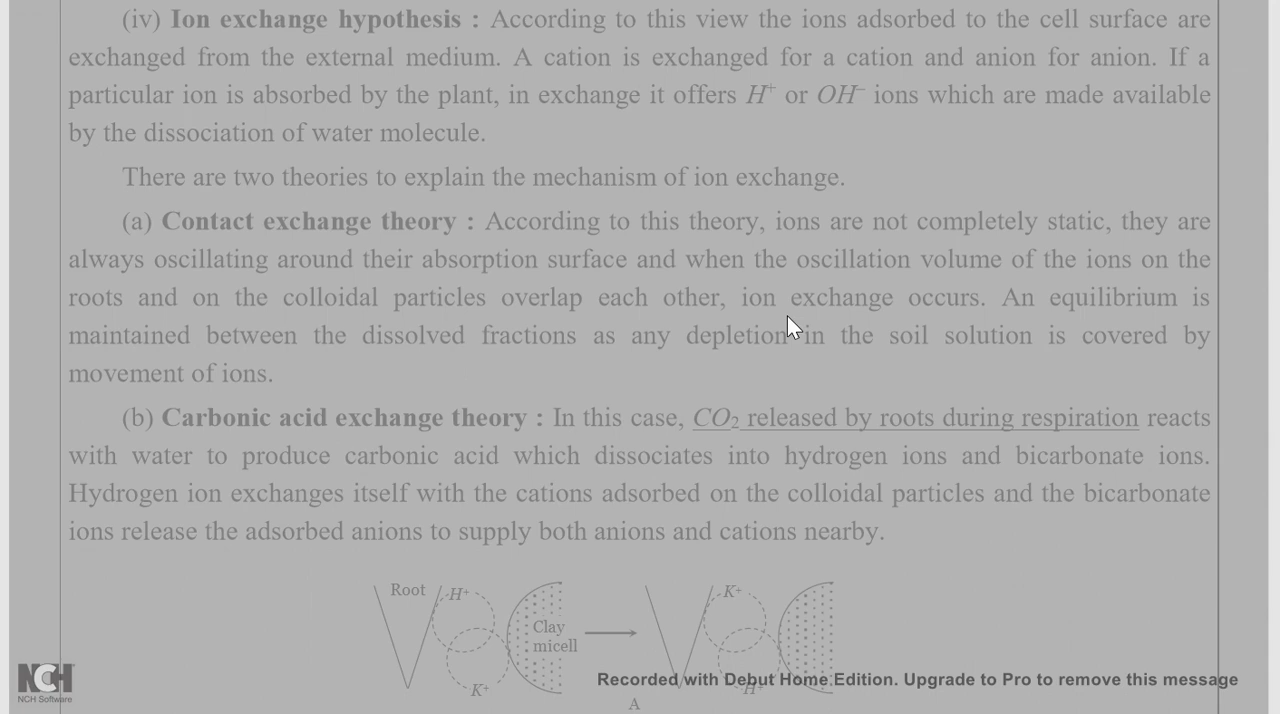 (iv) Ion exchange hypothesis : According to this view the ions adsorbed to the cell surface are
exchanged from the external medium. A cation is exchanged for a cation and anion for anion. If a
particular ion is absorbed by the plant, in exchange it offers H⁺ or OH⁻ ions which are made available
by the dissociation of water molecule.
There are two theories to explain the mechanism of ion exchange.
(a) Contact exchange theory : According to this theory, ions are not completely static, they are
always oscillating around their absorption surface and when the oscillation volume of the ions on the
roots and on the colloidal particles overlap each other, ion exchange occurs. An equilibrium is
maintained between the dissolved fractions as any depletion in the soil solution is covered by
movement of ions.
(b) Carbonic acid exchange theory : In this case, CO₂ released by roots during respiration reacts
with water to produce carbonic acid which dissociates into hydrogen ions and bicarbonate ions.
Hydrogen ion exchanges itself with the cations adsorbed on the colloidal particles and the bicarbonate
ions release the adsorbed anions to supply both anions and cations nearby.
Root H⁺ K⁺
Clay
micell
K⁺ H⁺
A
NCH
NCH Software
Recorded with Debut Home Edition. Upgrade to Pro to remove this message